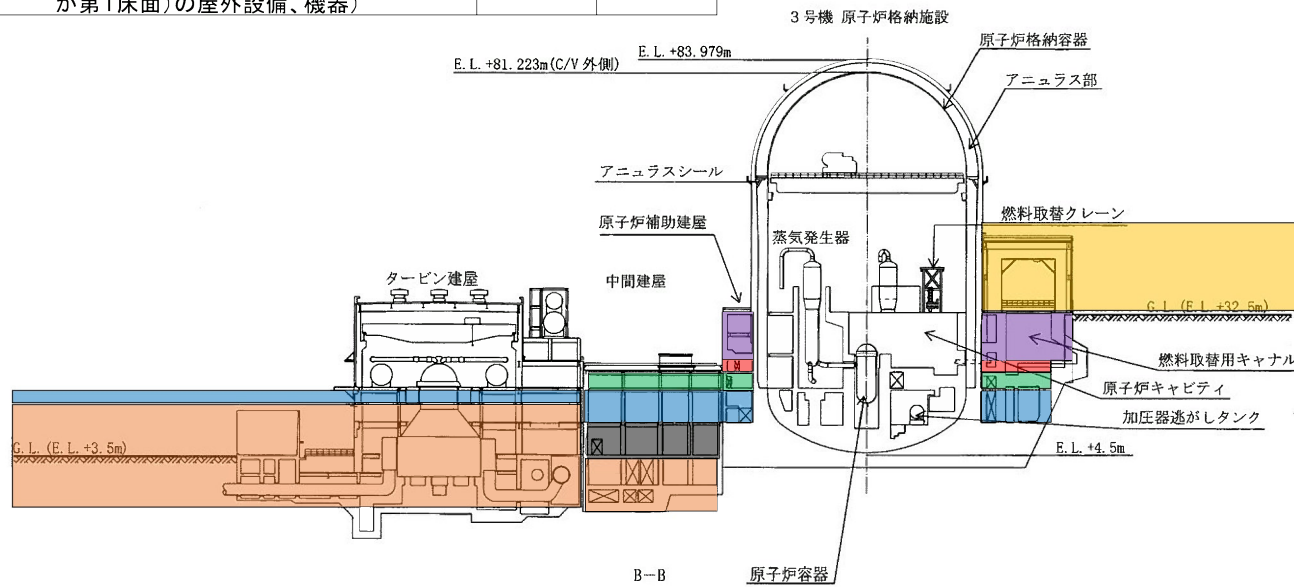 が第1床面)の屋外設備、機器)
3号機 原子炉格納施設
E.L.+83.979m
原子炉格納容器
E.L.+81.223m(C/V外側)
アニュラス部
アニュラスシール
燃料取替クレーン
原子炉補助建屋
蒸気発生器
タービン建屋
中間建屋
G.L.(E.L.+32.5m)
燃料取替用キャナル
原子炉キャビティ
加圧器逃がしタンク
G.L.(E.L.+3.5m)
E.L.+4.5m
B-B
原子炉容器